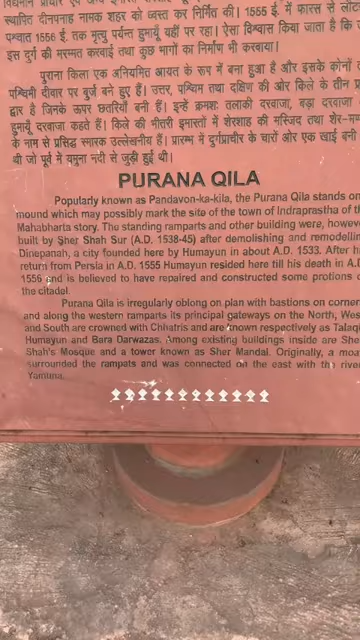 विद्यमान प्राचीर एवं अन्य इमारतें
स्थापित दीनपनाह नामक शहर को ध्वस्त कर निर्मित की। 1555 ई. में फारस से लौट
पश्चात 1556 ई. तक मृत्यु पर्यन्त हुमायूँ यहीं पर रहा। ऐसा विश्वास किया जाता है कि
इस दुर्ग की मरम्मत करवाई तथा कुछ भागों का निर्माण भी करवाया।
पुराना किला एक अनियमित आयत के रूप में बना हुआ है और इसके कोनों
पश्चिमी दीवार पर बुर्ज बने हुए हैं। उत्तर, पश्चिम तथा दक्षिण की ओर किले के तीन प्र
द्वार है जिनके ऊपर छतरियाँ बनी हैं। इन्हें क्रमशः तलाकी दरवाजा, बड़ा दरवाजा
हुमायूँ दरवाजा कहते हैं। किले की भीतरी इमारतों में शेरशाह की मस्जिद तथा शेर-मण्
के नाम से प्रसिद्ध स्मारक उल्लेखनीय हैं। प्रारम्भ में दुर्गप्राचीर के चारों ओर एक खाई बनी
थी जो पूर्व में यमुना नदी से जुड़ी हुई थी।
PURANA QILA
Popularly known as Pandavon-ka-kila, the Purana Qila stands on
mound which may possibly mark the site of the town of Indraprastha of th
Mahabharta story. The standing ramparts and other building were, howev
built by Sher Shah Sur (A.D. 1538-45) after demolishing and remodellin
Dinepanah, a city founded here by Humayun in about A.D. 1533. After hi
return from Persia in A.D. 1555 Humayun resided here till his death in A.D
1556 and is believed to have repaired and constructed some protions o
the citadel.
Purana Qila is irregularly oblong on plan with bastions on corner
and along the western ramparts its principal gateways on the North, Wes
and South are crowned with Chhatris and are known respectively as Talaqi
Humayun and Bara Darwazas. Among existing buildings inside are She
Shah's Mosque and a tower known as Sher Mandal. Originally, a moa
surrounded the rampats and was connected on the east with the river
Yamuna.